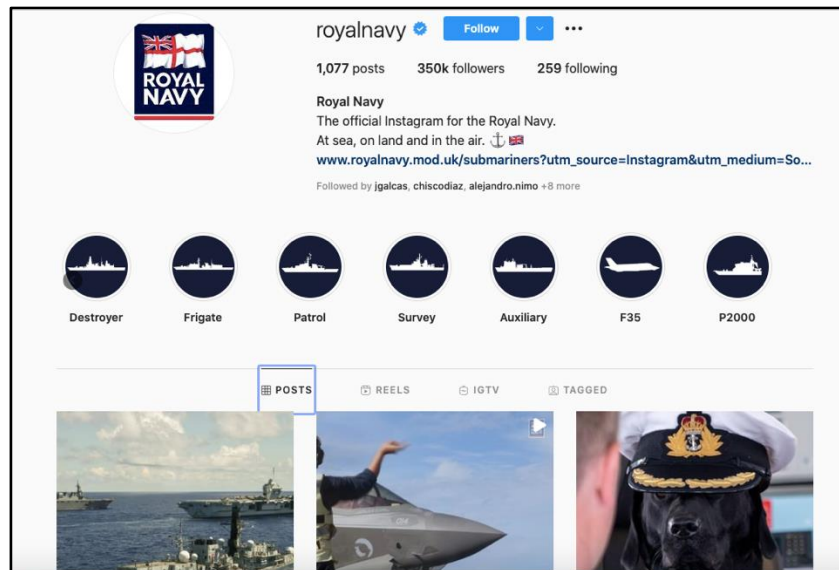 royalnavy Follow
1,077 posts 350k followers 259 following
ROYAL
NAVY
Royal Navy
The official Instagram for the Royal Navy.
At sea, on land and in the air. ⚓ 🇬🇧
www.royalnavy.mod.uk/submariners?utm_source=Instagram&utm_medium=So...
Followed by jgalcas, chiscodiaz, alejandro.nimo +8 more
Destroyer Frigate Patrol Survey Auxiliary F35 P2000
POSTS REELS IGTV TAGGED